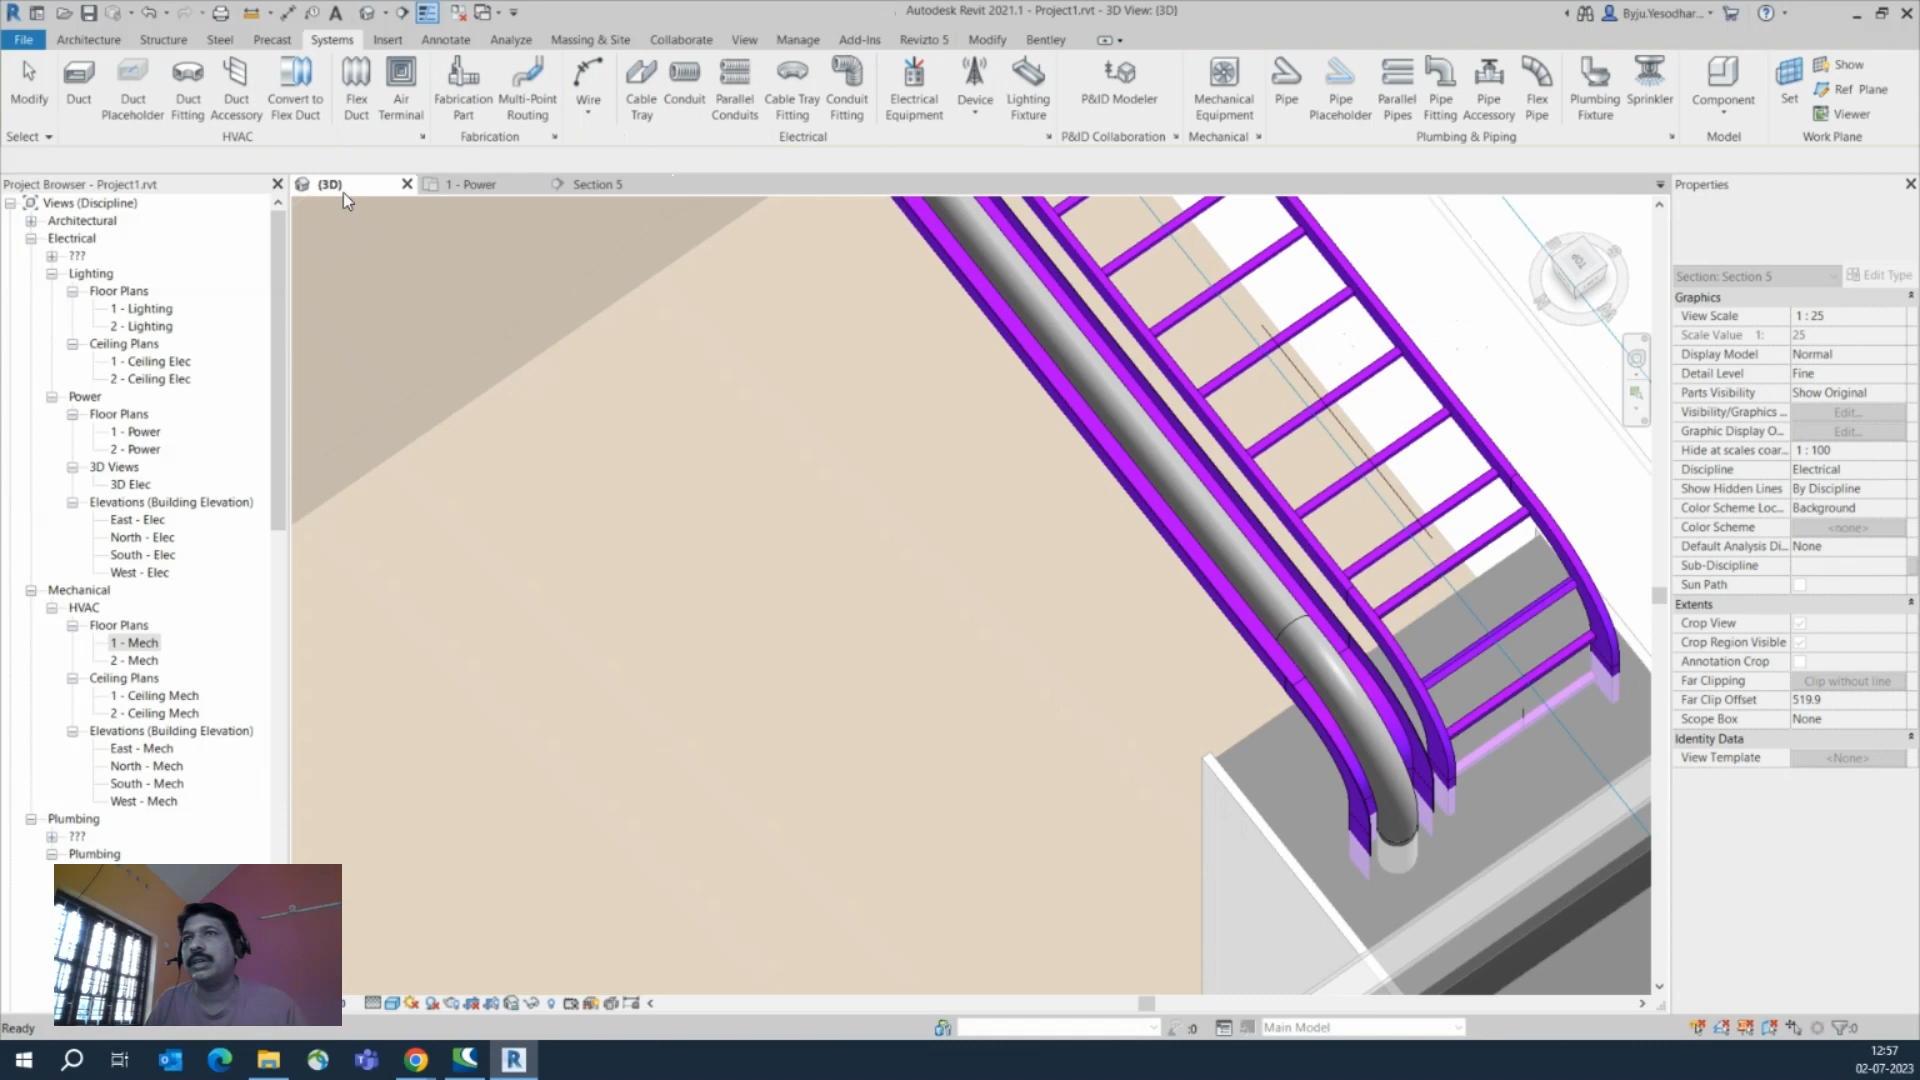 Autodesk Revit 2021.1 - Project1.rvt - 3D View: {3D}
Byju.Yesodhar...
File Architecture Structure Steel Precast Systems Insert Annotate Analyze Massing & Site Collaborate View Manage Add-Ins Revizto 5 Modify Bentley
Modify
Duct
Duct Placeholder
Duct Fitting
Duct Accessory
Convert to Flex Duct
Flex Duct
Air Terminal
Fabrication Part
Multi-Point Routing
Wire
Cable Tray
Conduit
Parallel Conduits
Cable Tray Fitting
Conduit Fitting
Electrical Equipment
Device
Lighting Fixture
P&ID Modeler
Mechanical Equipment
Pipe
Pipe Placeholder
Parallel Pipes
Pipe Fitting
Pipe Accessory
Flex Pipe
Plumbing Fixture
Sprinkler
Component
Set
Show
Ref Plane
Viewer
Select HVAC Fabrication Electrical P&ID Collaboration Mechanical Plumbing & Piping Model Work Plane
Project Browser - Project1.rvt
{3D} 1 - Power Section 5
Views (Discipline)
Architectural
Electrical
???
Lighting
Floor Plans
1 - Lighting
2 - Lighting
Ceiling Plans
1 - Ceiling Elec
2 - Ceiling Elec
Power
Floor Plans
1 - Power
2 - Power
3D Views
3D Elec
Elevations (Building Elevation)
East - Elec
North - Elec
South - Elec
West - Elec
Mechanical
HVAC
Floor Plans
1 - Mech
2 - Mech
Ceiling Plans
1 - Ceiling Mech
2 - Ceiling Mech
Elevations (Building Elevation)
East - Mech
North - Mech
South - Mech
West - Mech
Plumbing
???
Plumbing
TOP
Properties
Section: Section 5 Edit Type
Graphics
View Scale 1 : 25
Scale Value 1: 25
Display Model Normal
Detail Level Fine
Parts Visibility Show Original
Visibility/Graphics ... Edit...
Graphic Display O... Edit...
Hide at scales coar... 1 : 100
Discipline Electrical
Show Hidden Lines By Discipline
Color Scheme Loc... Background
Color Scheme <none>
Default Analysis Di... None
Sub-Discipline
Sun Path
Extents
Crop View
Crop Region Visible
Annotation Crop
Far Clipping Clip without line
Far Clip Offset 519.9
Scope Box None
Identity Data
View Template <None>
Ready
:0
Main Model
:0
12:57
02-07-2023